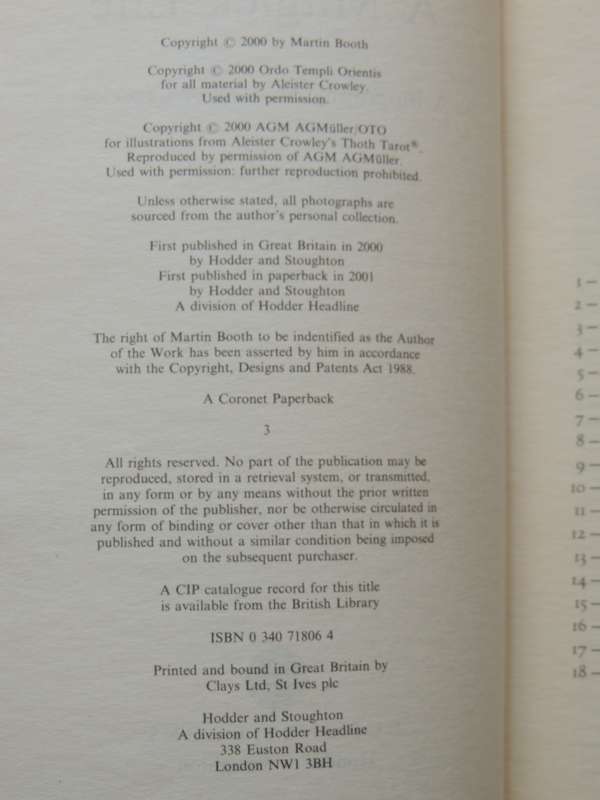 Copyright © 2000 by Martin Booth
Copyright © 2000 Ordo Templi Orientis
for all material by Aleister Crowley.
Used with permission.
Copyright © 2000 AGM AGMüller/OTO
for illustrations from Aleister Crowley's Thoth Tarot®.
Reproduced by permission of AGM AGMüller.
Used with permission: further reproduction prohibited.
Unless otherwise stated, all photographs are
sourced from the author's personal collection.
First published in Great Britain in 2000
by Hodder and Stoughton
First published in paperback in 2001
by Hodder and Stoughton
A division of Hodder Headline
The right of Martin Booth to be indentified as the Author
of the Work has been asserted by him in accordance
with the Copyright, Designs and Patents Act 1988.
A Coronet Paperback
3
All rights reserved. No part of the publication may be
reproduced, stored in a retrieval system, or transmitted,
in any form or by any means without the prior written
permission of the publisher, nor be otherwise circulated in
any form of binding or cover other than that in which it is
published and without a similar condition being imposed
on the subsequent purchaser.
A CIP catalogue record for this title
is available from the British Library
ISBN 0 340 71806 4
Printed and bound in Great Britain by
Clays Ltd, St Ives plc
Hodder and Stoughton
A division of Hodder Headline
338 Euston Road
London NW1 3BH
1 –
2 –
3 –
4 –
5 –
6 –
7 –
8 –
9 –
10 –
11 –
12 –
13 –
14 –
15 –
16 –
17 –
18 –